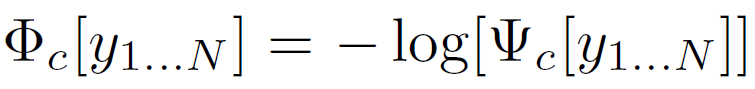 Φ_c[y_{1...N}] = − log[Ψ_c[y_{1...N}]]